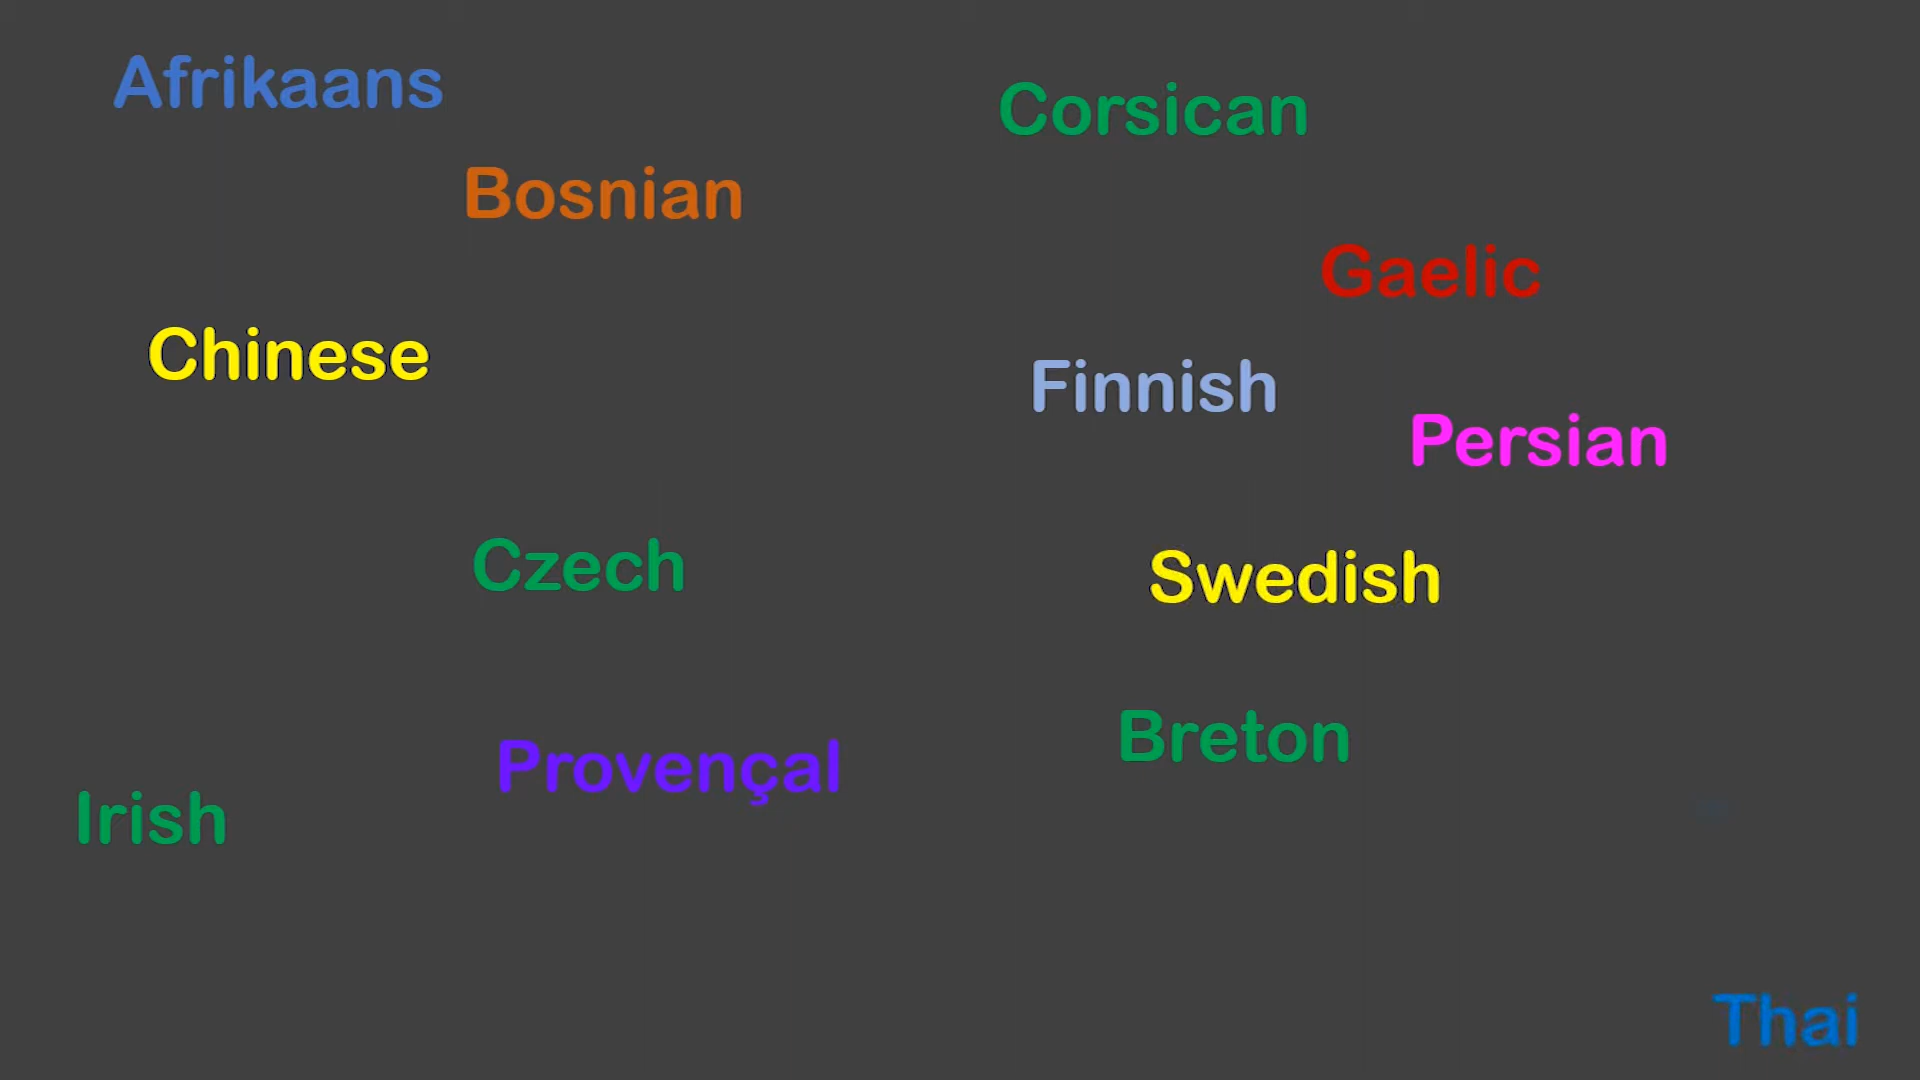 Afrikaans
Corsican
Bosnian
Gaelic
Chinese
Finnish
Persian
Czech
Swedish
Breton
Provençal
Irish
Thai